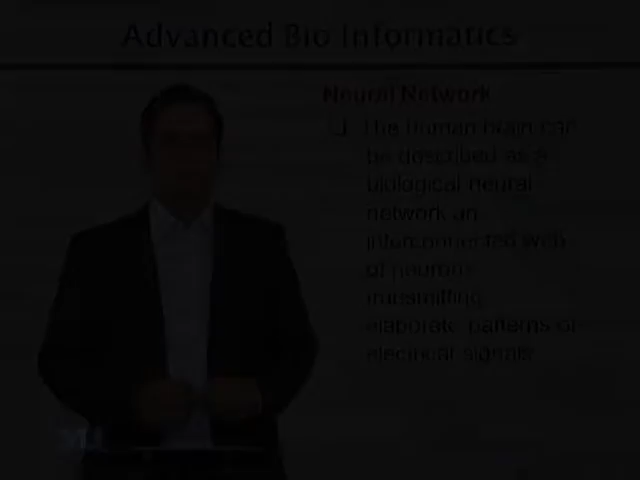 Advanced Bio Informatics
Neural Network
❑ The human brain can
be described as a
biological neural
network an
interconnected web
of neurons
transmitting
elaborate patterns of
electrical signals